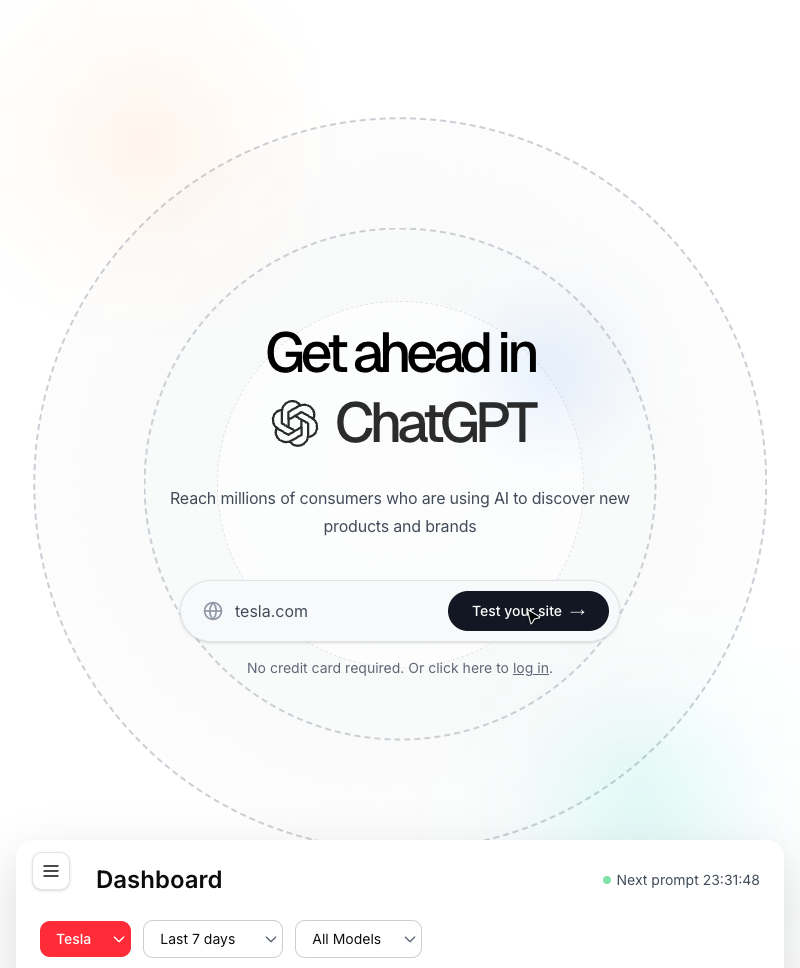 Get ahead in
ChatGPT
Reach millions of consumers who are using AI to discover new
products and brands
tesla.com
Test your site →
No credit card required. Or click here to log in.
Dashboard
Next prompt 23:31:48
Tesla
Last 7 days
All Models